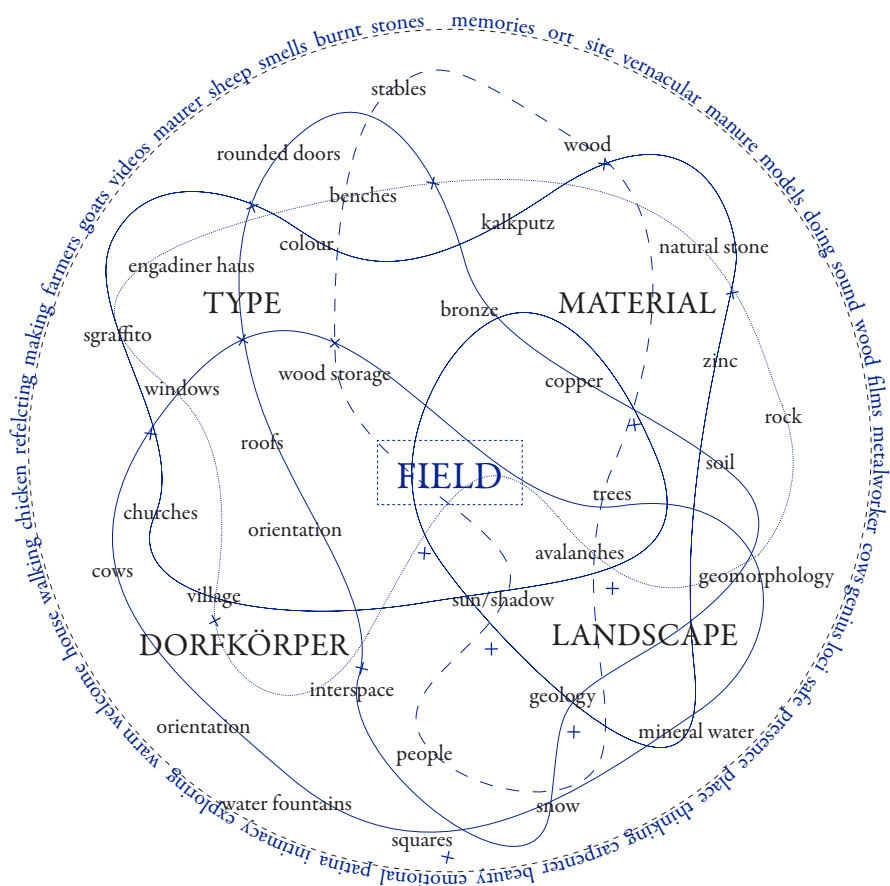 memories ort site vernacular manure models doing sound wood films metalworker cows genius loci safe presence place thinking carpenter beauty emotional patina intimacy exploring warm welcome house walking chicken refelcting making farmers goats videos maurer sheep smells burnt stones
stables
wood
rounded doors
benches
kalkputz
colour
natural stone
engadiner haus
TYPE
MATERIAL
bronze
sgraffito
zinc
wood storage
copper
windows
rock
roofs
soil
FIELD
trees
churches
orientation
avalanches
cows
geomorphology
village
sun/shadow
DORFKÖRPER
LANDSCAPE
interspace
geology
orientation
mineral water
people
water fountains
snow
squares